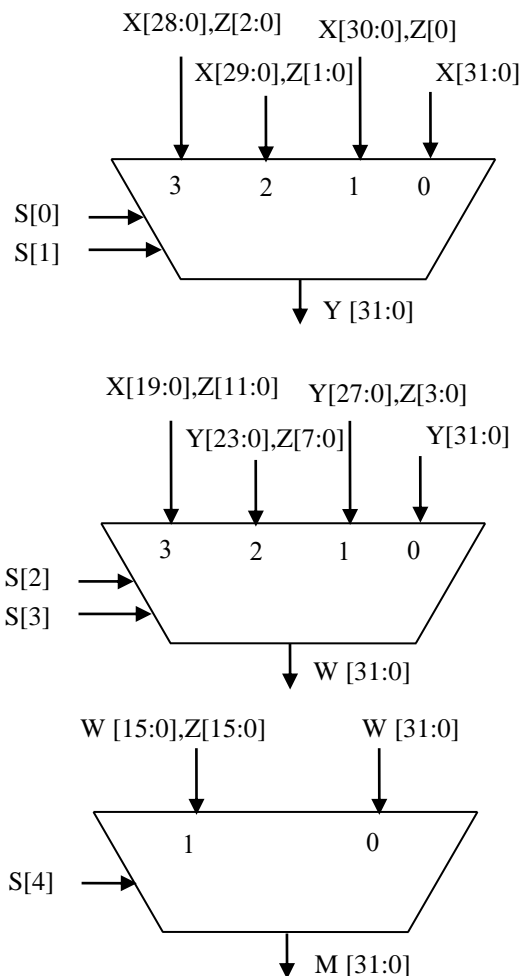 X[28:0],Z[2:0] X[30:0],Z[0]
X[29:0],Z[1:0] X[31:0]
3 2 1 0
S[0]
S[1]
Y [31:0]
X[19:0],Z[11:0] Y[27:0],Z[3:0]
Y[23:0],Z[7:0] Y[31:0]
3 2 1 0
S[2]
S[3]
W [31:0]
W [15:0],Z[15:0] W [31:0]
1 0
S[4]
M [31:0]